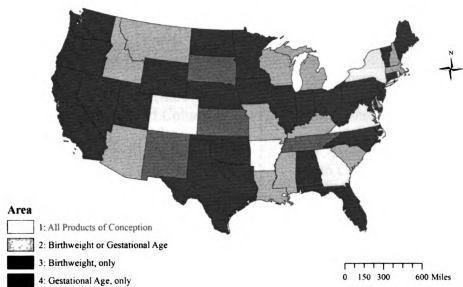 N
Area
1: All Products of Conception
2: Birthweight or Gestational Age
3: Birthweight, only
4: Gestational Age, only
0 150 300 600 Miles